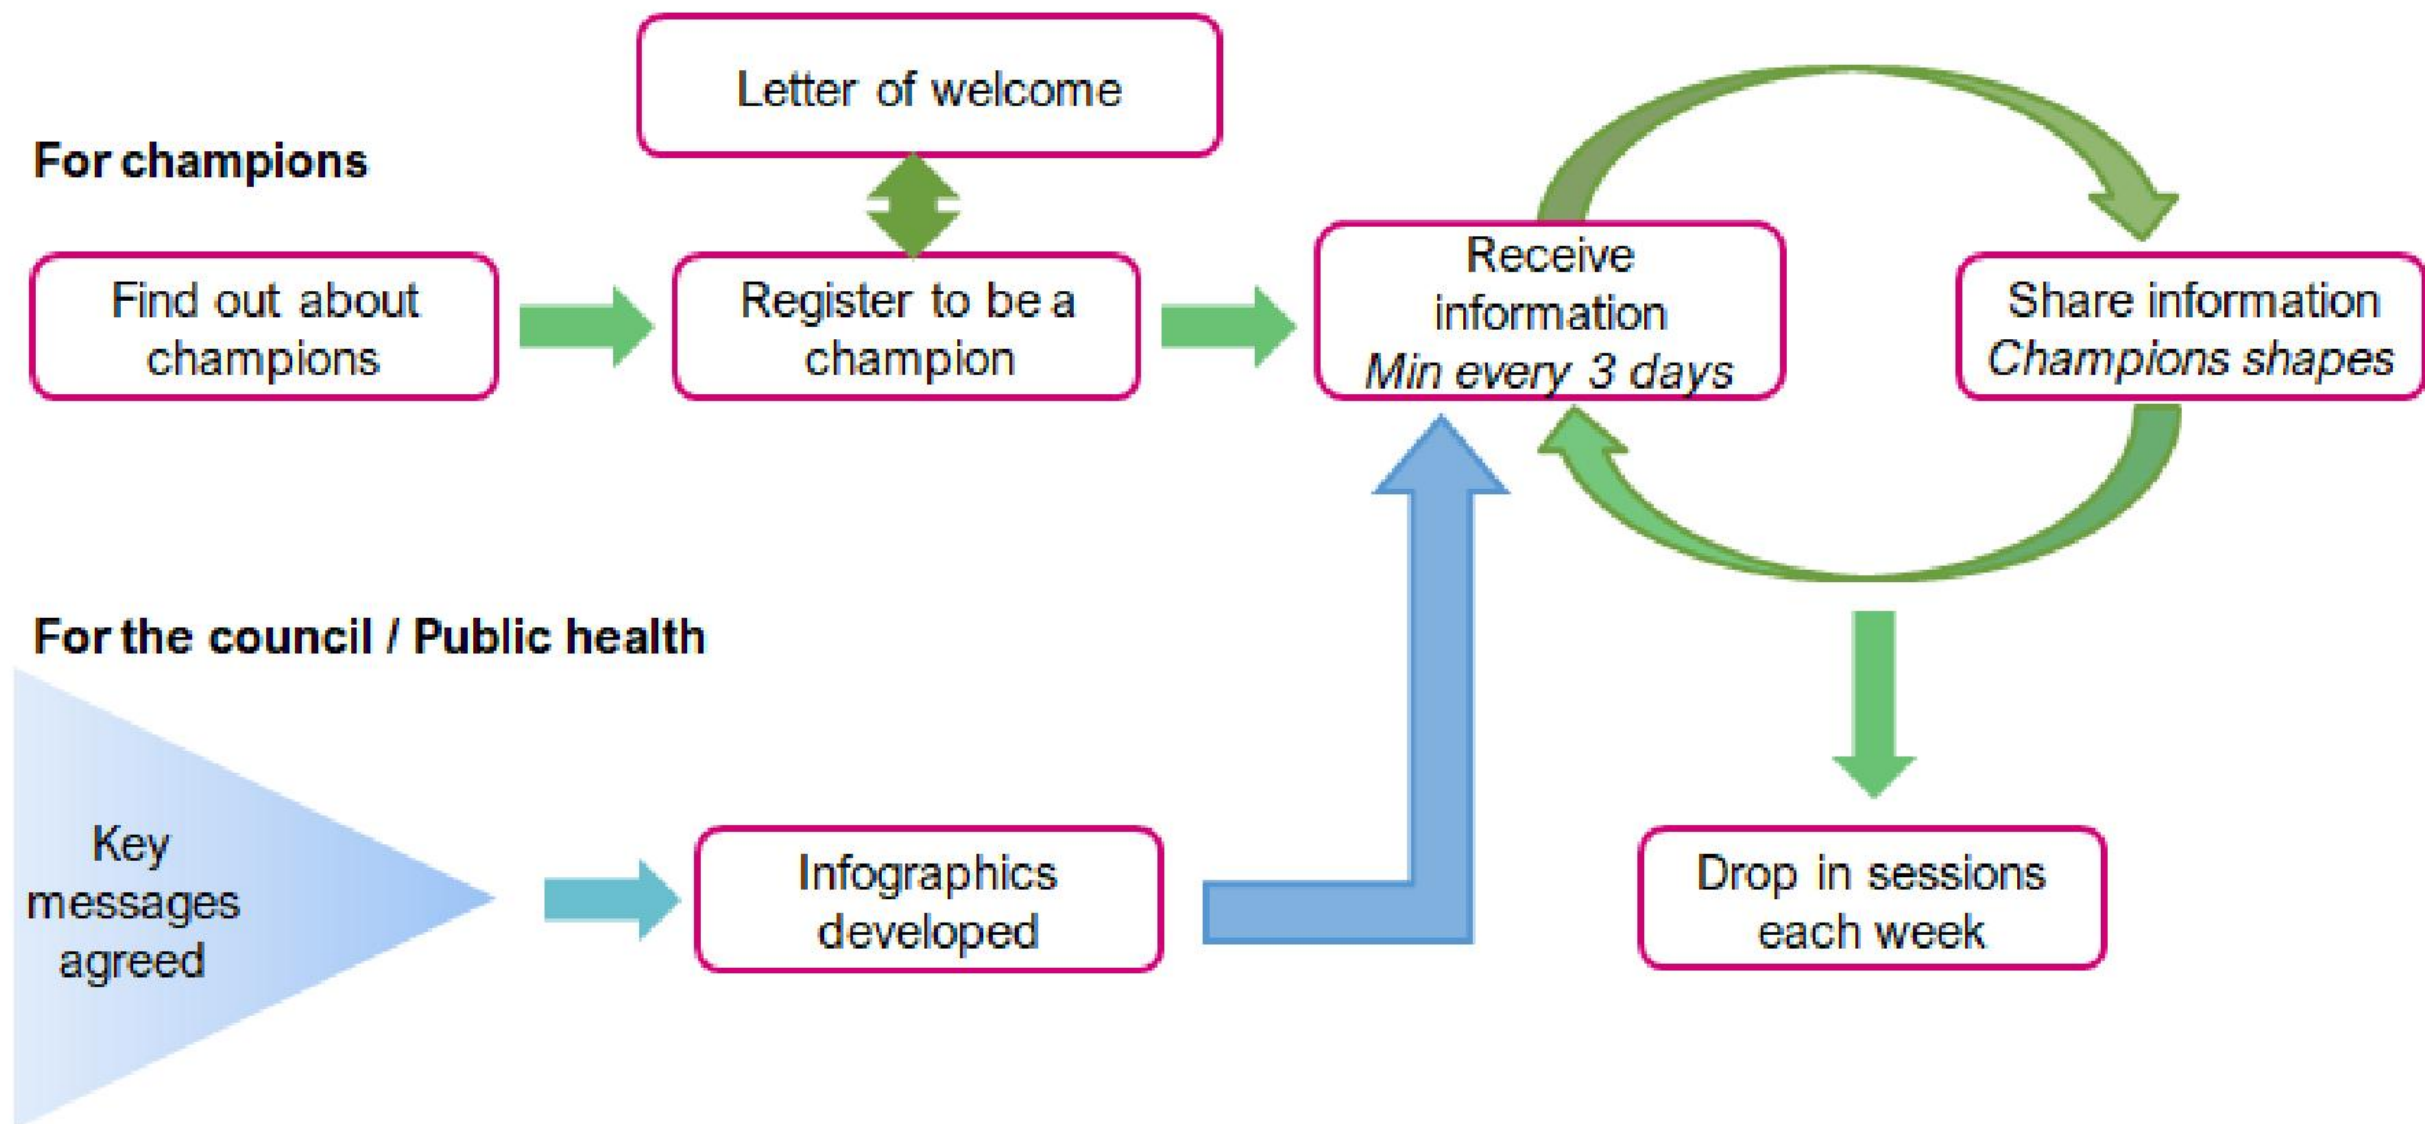 Letter of welcome
For champions
Find out about
champions
Register to be a
champion
Receive
information
Min every 3 days
Share information
Champions shapes
For the council / Public health
Key
messages
agreed
Infographics
developed
Drop in sessions
each week